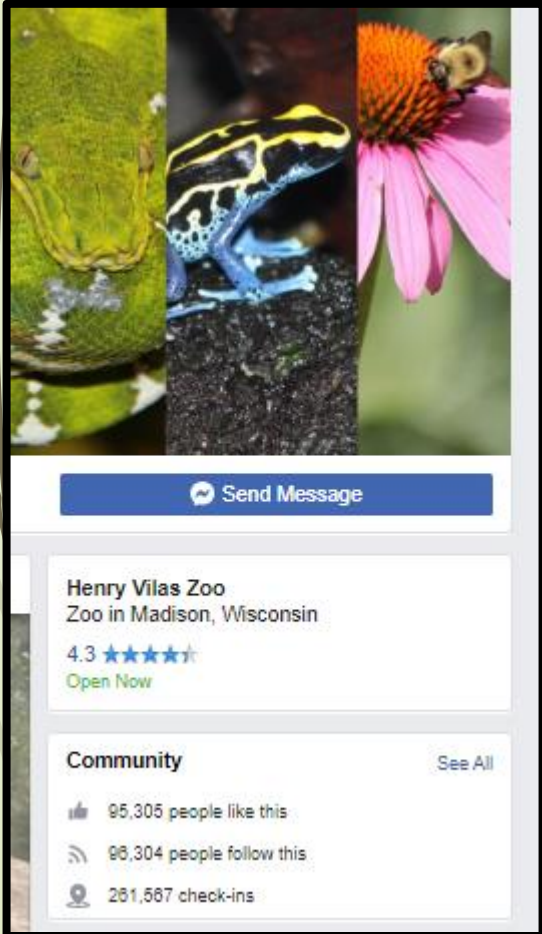 Send Message
Henry Vilas Zoo
Zoo in Madison, Wisconsin
4.3
Open Now
Community See All
95,305 people like this
96,304 people follow this
261,567 check-ins